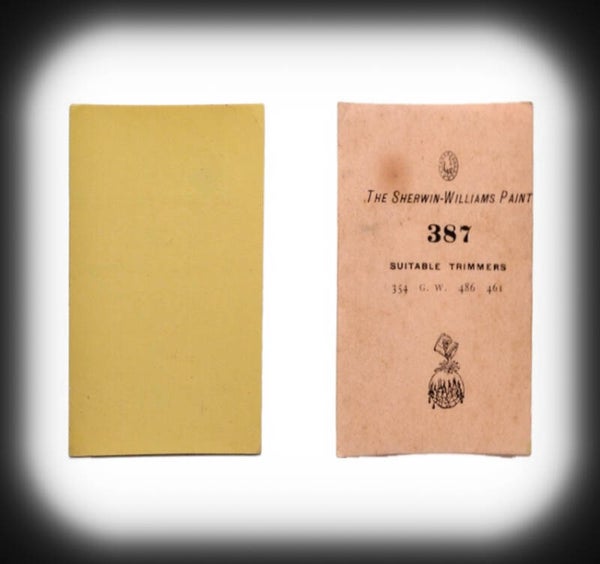 THE SHERWIN-WILLIAMS PAINT
387
SUITABLE TRIMMERS
354 G. W. 486 461